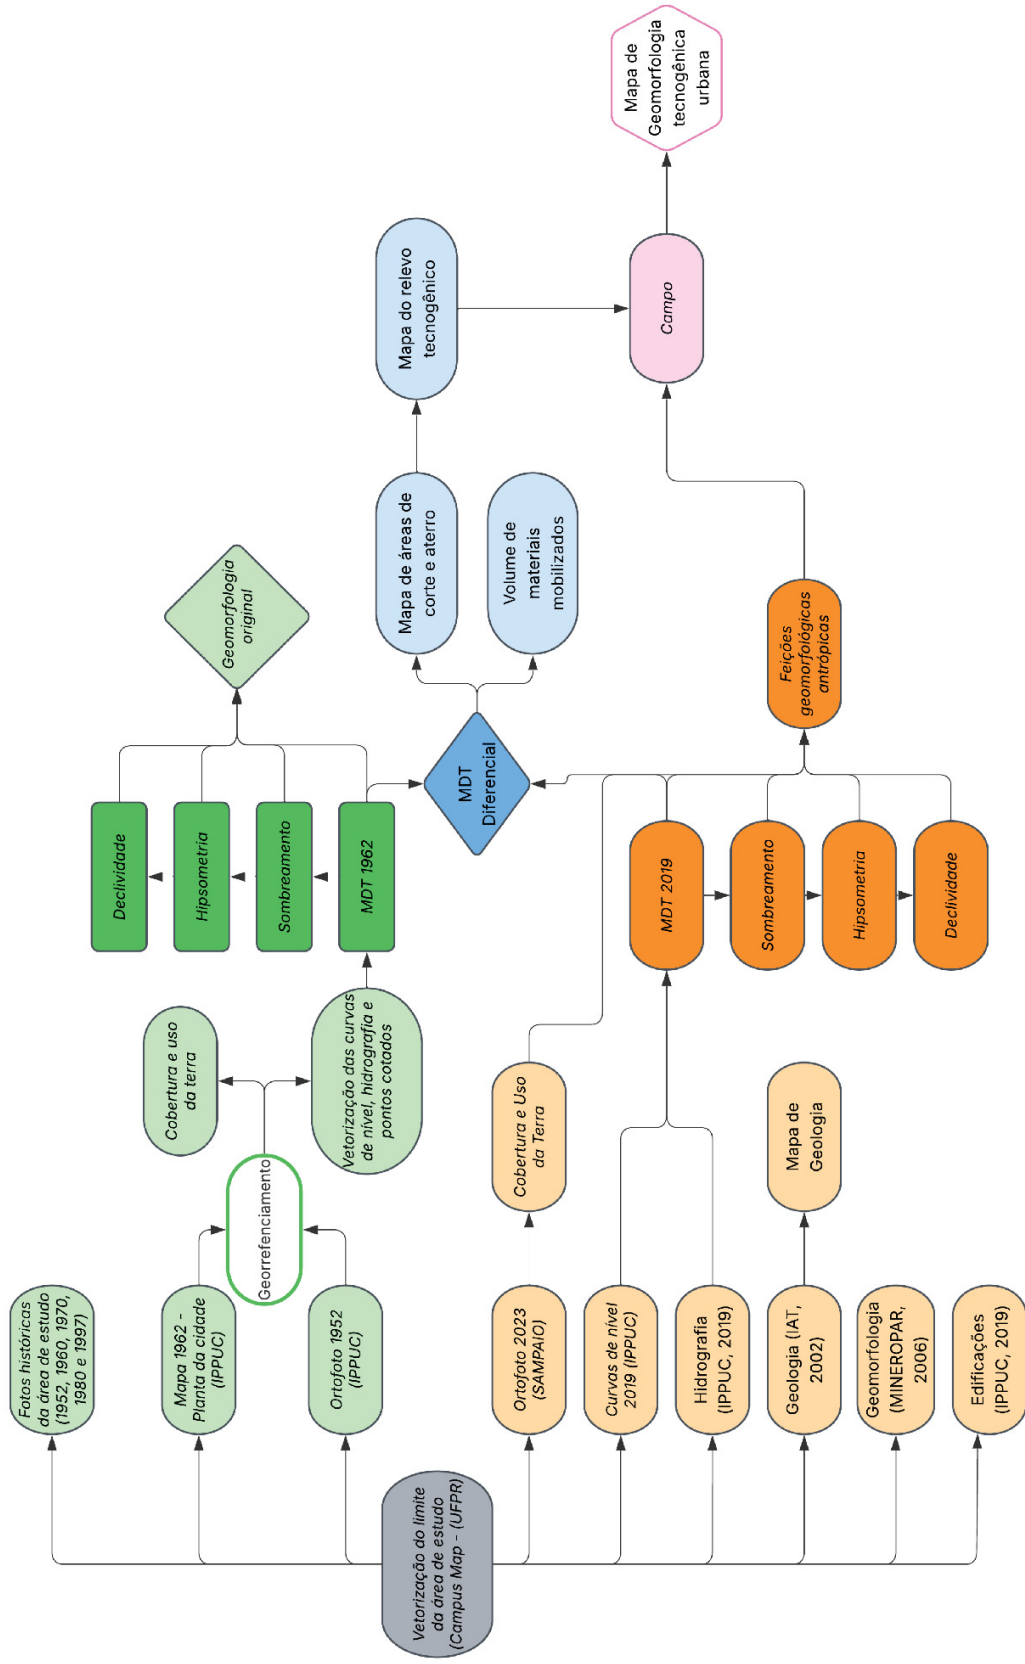 Vetorização do limite
da área de estudo
(Campus Map - (UFPR)
Fotos históricas
da área de estudo
(1952, 1960, 1970,
1980 e 1997)
Mapa 1962 -
Planta da cidade
(IPPUC)
Ortofoto 1952
(IPPUC)
Georrefenciamento
Cobertura e uso
da terra
Vetorização das curvas
de nível, hidrografia e
pontos cotados
Declividade
Hipsometria
Sombreamento
MDT 1962
Geomorfologia
original
MDT
Diferencial
Mapa de áreas de
corte e aterro
Volume de
materiais
mobilizados
Mapa do relevo
tecnogênico
Ortofoto 2023
(SAMPAIO)
Curvas de nível
2019 (IPPUC)
Hidrografia
(IPPUC, 2019)
Geologia (IAT,
2002)
Geomorfologia
(MINEROPAR,
2006)
Edificações
(IPPUC, 2019)
Cobertura e Uso
da Terra
Mapa de
Geologia
MDT 2019
Sombreamento
Hipsometria
Declividade
Feições
geomorfológicas
antrópicas
Campo
Mapa de
Geomorfologia
tecnogênica
urbana